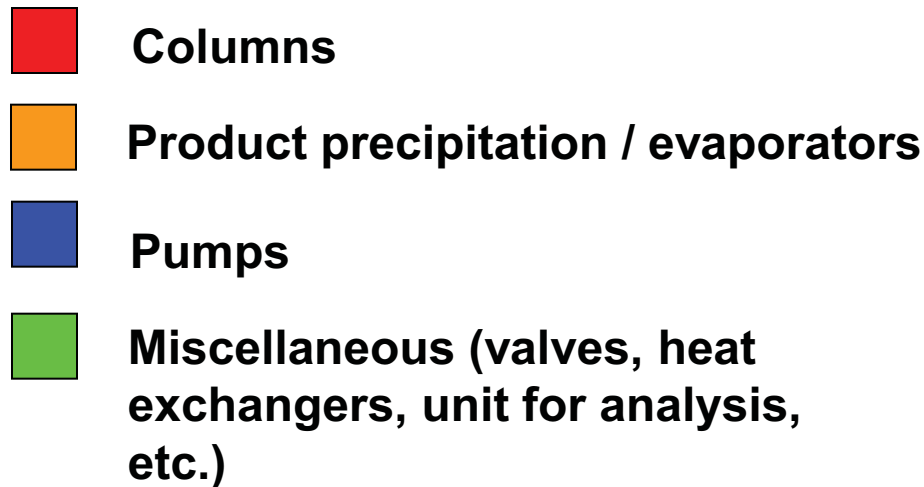 Columns
Product precipitation / evaporators
Pumps
Miscellaneous (valves, heat
exchangers, unit for analysis,
etc.)